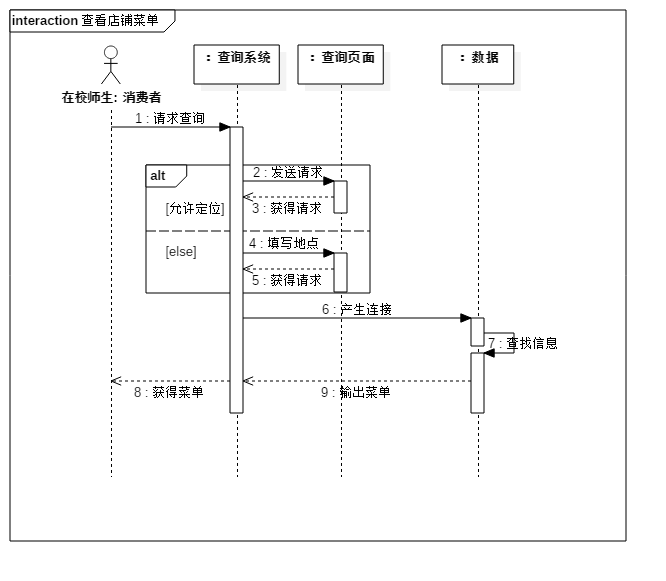 interaction 查看店铺菜单
: 查询系统
: 查询页面
: 数据
在校师生: 消费者
1 : 请求查询
alt
2 : 发送请求
[允许定位]
3 : 获得请求
4 : 填写地点
[else]
5 : 获得请求
6 : 产生连接
7 : 查找信息
8 : 获得菜单
9 : 输出菜单